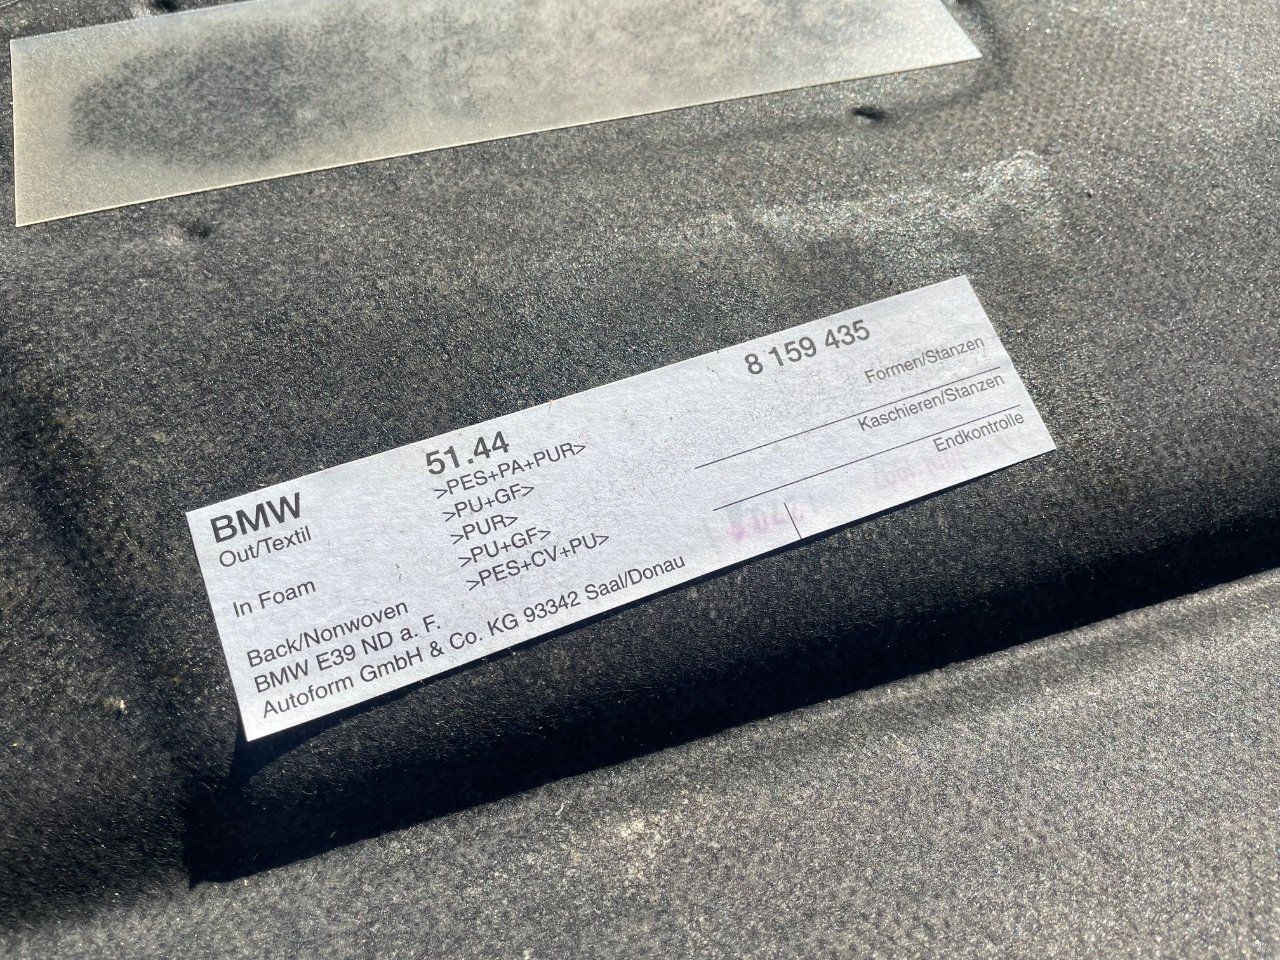 BMW 51.44 8 159 435
Out/Textil >PES+PA+PUR> Formen/Stanzen
>PU+GF>
In Foam >PUR> Kaschieren/Stanzen
>PU+GF>
Back/Nonwoven >PES+CV+PU> Endkontrolle
BMW E39 ND a. F.
Autoform GmbH & Co. KG 93342 Saal/Donau